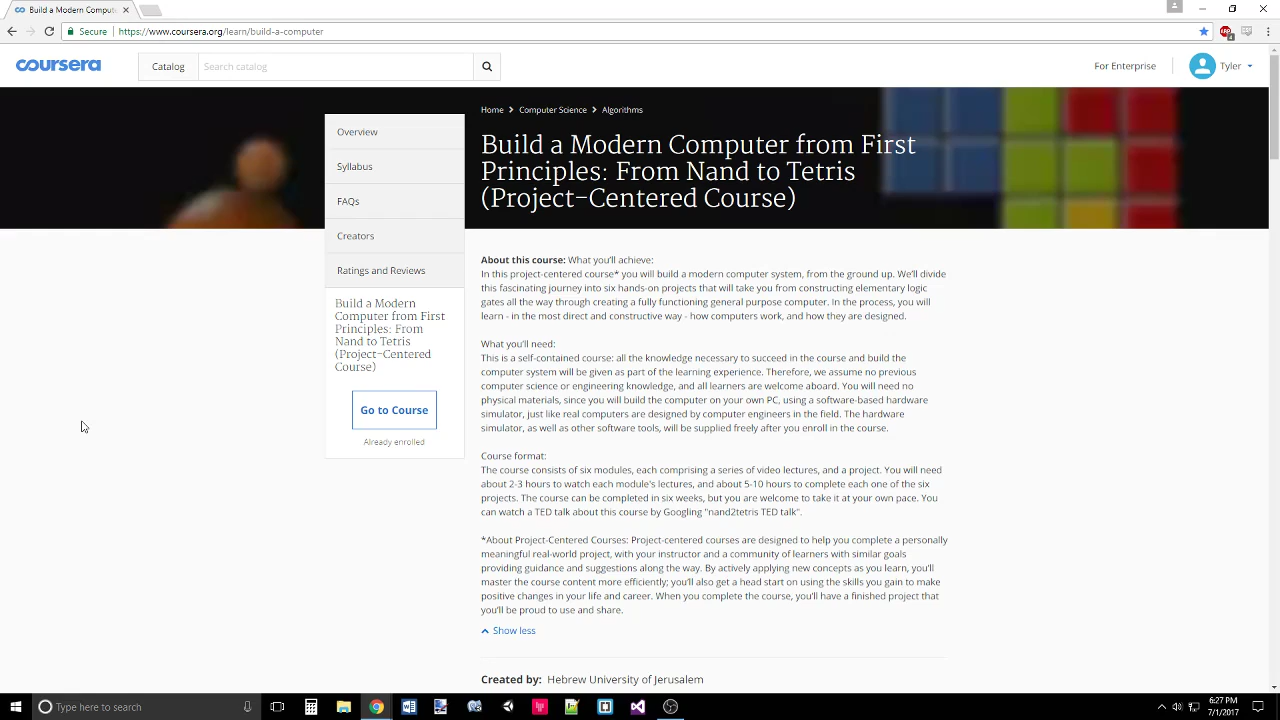 Build a Modern Comput
Secure
https://www.coursera.org/learn/build-a-computer
coursera
Catalog
Search catalog
For Enterprise
Tyler
Home
Computer Science
Algorithms
Build a Modern Computer from First
Principles: From Nand to Tetris
(Project-Centered Course)
Overview
Syllabus
FAQs
Creators
Ratings and Reviews
Build a Modern
Computer from First
Principles: From
Nand to Tetris
(Project-Centered
Course)
Go to Course
Already enrolled
About this course: What you'll achieve:
In this project-centered course* you will build a modern computer system, from the ground up. We'll divide
this fascinating journey into six hands-on projects that will take you from constructing elementary logic
gates all the way through creating a fully functioning general purpose computer. In the process, you will
learn - in the most direct and constructive way - how computers work, and how they are designed.
What you'll need:
This is a self-contained course: all the knowledge necessary to succeed in the course and build the
computer system will be given as part of the learning experience. Therefore, we assume no previous
computer science or engineering knowledge, and all learners are welcome aboard. You will need no
physical materials, since you will build the computer on your own PC, using a software-based hardware
simulator, just like real computers are designed by computer engineers in the field. The hardware
simulator, as well as other software tools, will be supplied freely after you enroll in the course.
Course format:
The course consists of six modules, each comprising a series of video lectures, and a project. You will need
about 2-3 hours to watch each module's lectures, and about 5-10 hours to complete each one of the six
projects. The course can be completed in six weeks, but you are welcome to take it at your own pace. You
can watch a TED talk about this course by Googling "nand2tetris TED talk".
*About Project-Centered Courses: Project-centered courses are designed to help you complete a personally
meaningful real-world project, with your instructor and a community of learners with similar goals
providing guidance and suggestions along the way. By actively applying new concepts as you learn, you'll
master the course content more efficiently; you'll also get a head start on using the skills you gain to make
positive changes in your life and career. When you complete the course, you'll have a finished project that
you'll be proud to use and share.
Show less
Created by: Hebrew University of Jerusalem
Type here to search
6:27 PM
7/1/2017